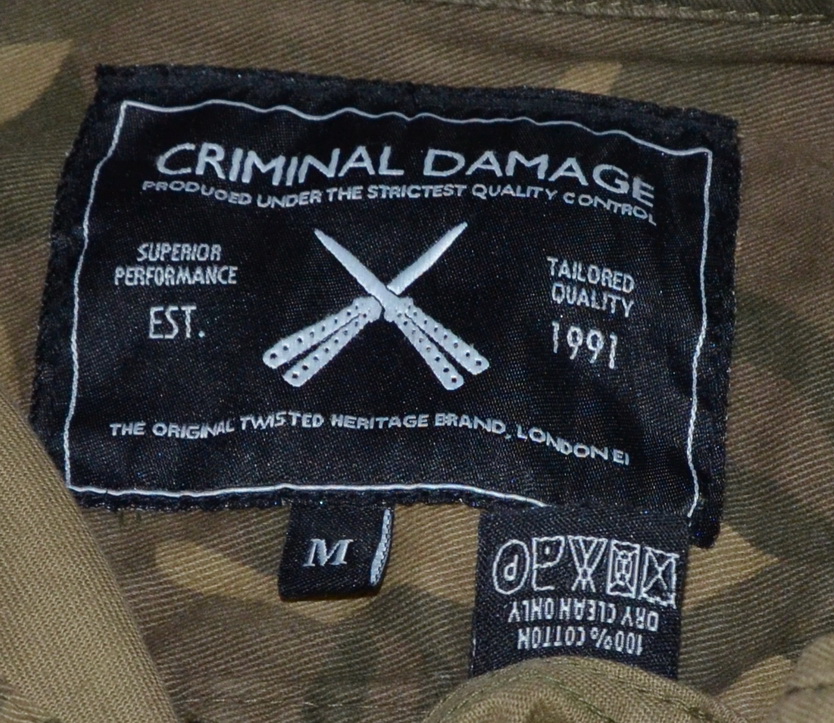 CRIMINAL DAMAGE
PRODUCED UNDER THE STRICTEST QUALITY CONTROL
SUPERIOR
PERFORMANCE
EST.
TAILORED
QUALITY
1991
THE ORIGINAL TWISTED HERITAGE BRAND, LONDON E1
M
100% COTTON
DRY CLEAN ONLY
P